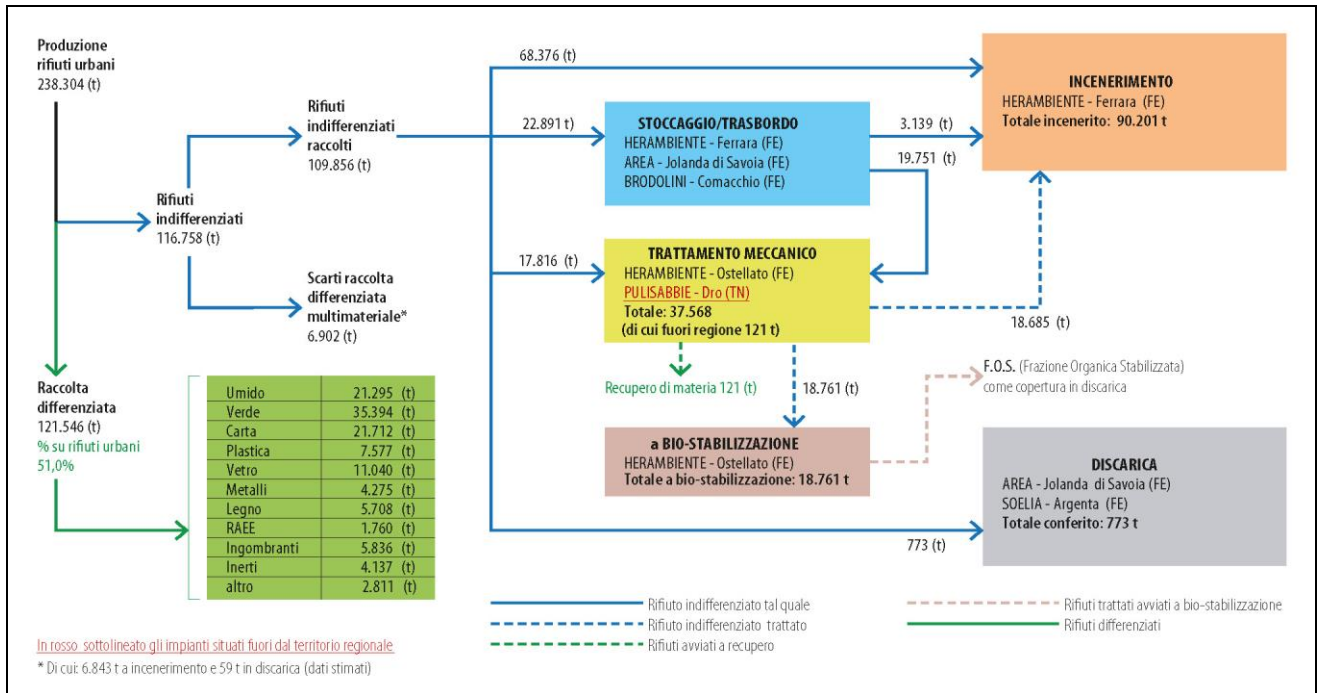 Produzione
rifiuti urbani
238.304 (t)
Rifiuti
indifferenziati
116.758 (t)
Rifiuti
indifferenziati
raccolti
109.856 (t)
Scarti raccolta
differenziata
multimateriale*
6.902 (t)
Raccolta
differenziata
121.546 (t)
% su rifiuti urbani
51,0%
Umido 21.295 (t)
Verde 35.394 (t)
Carta 21.712 (t)
Plastica 7.577 (t)
Vetro 11.040 (t)
Metalli 4.275 (t)
Legno 5.708 (t)
RAEE 1.760 (t)
Ingombranti 5.836 (t)
Inerti 4.137 (t)
altro 2.811 (t)
68.376 (t)
22.891 t)
17.816 (t)
773 (t)
STOCCAGGIO/TRASBORDO
HERAMBIENTE - Ferrara (FE)
AREA - Jolanda di Savoia (FE)
BRODOLINI - Comacchio (FE)
3.139 (t)
19.751 (t)
INCENERIMENTO
HERAMBIENTE - Ferrara (FE)
Totale incenerito: 90.201 t
TRATTAMENTO MECCANICO
HERAMBIENTE - Ostellato (FE)
PULISABBIE - Dro (TN)
Totale: 37.568
(di cui fuori regione 121 t)
18.685 (t)
Recupero di materia 121 (t)
18.761 (t)
F.O.S. (Frazione Organica Stabilizzata)
come copertura in discarica
a BIO-STABILIZZAZIONE
HERAMBIENTE - Ostellato (FE)
Totale a bio-stabilizzazione: 18.761 t
DISCARICA
AREA - Jolanda di Savoia (FE)
SOELIA - Argenta (FE)
Totale conferito: 773 t
Rifiuto indifferenziato tal quale
Rifiuto indifferenziato trattato
Rifiuti avviati a recupero
Rifiuti trattati avviati a bio-stabilizzazione
Rifiuti differenziati
In rosso sottolineato gli impianti situati fuori dal territorio regionale
* Di cui: 6.843 t a incenerimento e 59 t in discarica (dati stimati)